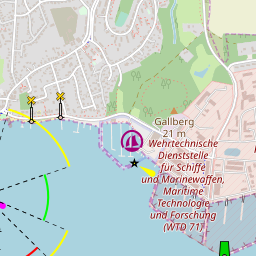 Gallberg
21 m
Wehrtechnische
Dienststelle
für Schiffe
und Marinewaffen,
Maritime
Technologie
und Forschung
(WTD 71)